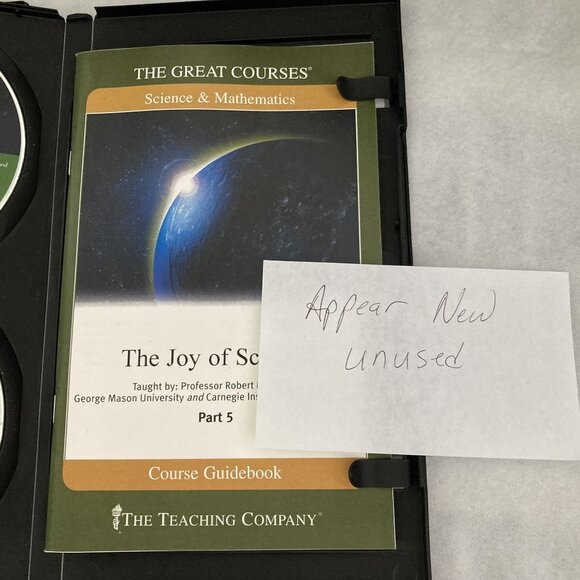 THE GREAT COURSES®
Science & Mathematics
The Joy of Sc
Taught by: Professor Robert
George Mason University and Carnegie Ins
Part 5
Course Guidebook
THE TEACHING COMPANY®
Appear New
unused